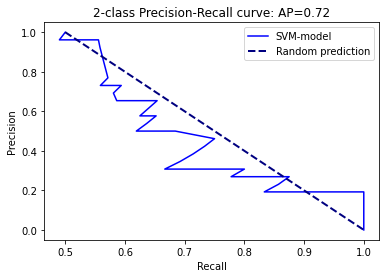 2-class Precision-Recall curve: AP=0.72
SVM-model
Random prediction
Precision
1.0
0.8
0.6
0.4
0.2
0.0
0.5 0.6 0.7 0.8 0.9 1.0
Recall